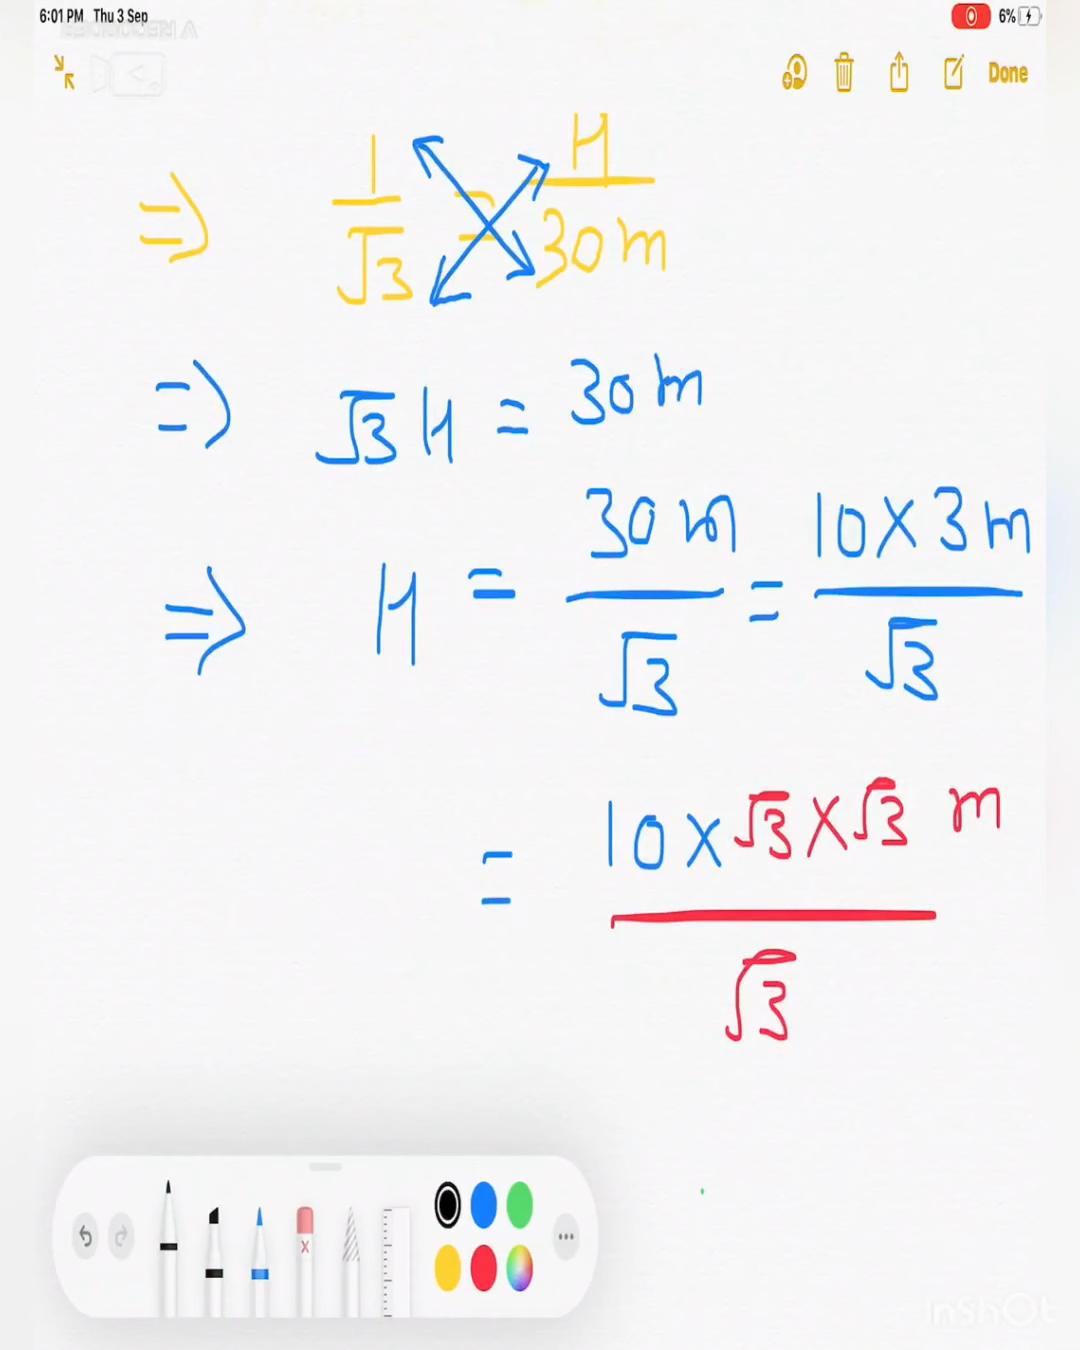 6:01 PM Thu 3 Sep 6%
V RECORDER
Done
⇒ 1/√3 = H/30m
⇒ √3 H = 30m
⇒ H = 30m/√3 = 10 × 3m/√3
= 10 × √3 × √3 m/√3
InShOt